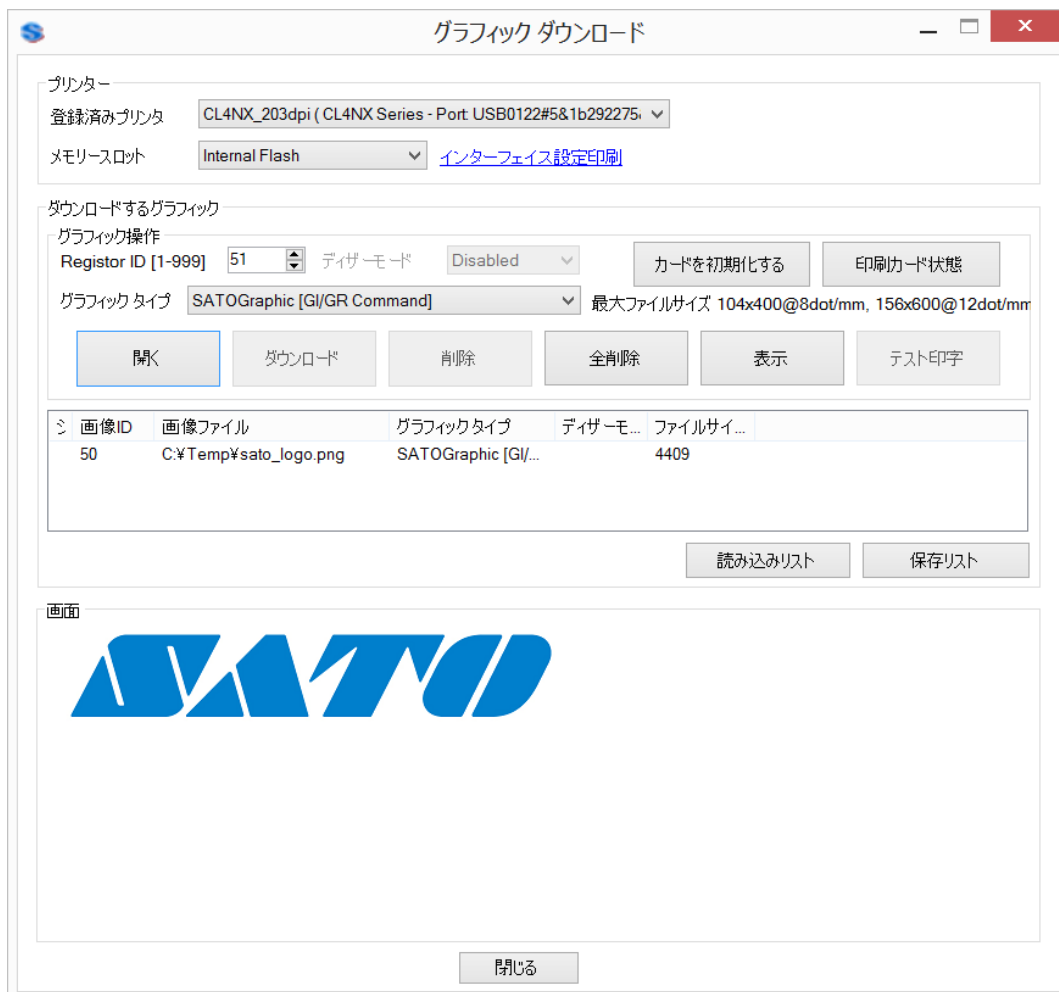 グラフィック ダウンロード
プリンター
登録済みプリンタ CL4NX_203dpi ( CL4NX Series - Port: USB0122#5&1b292275
メモリースロット Internal Flash インターフェイス設定印刷
ダウンロードするグラフィック
グラフィック操作
Registor ID [1-999] 51 ディザーモード Disabled カードを初期化する 印刷カード状態
グラフィック タイプ SATOGraphic [GI/GR Command] 最大ファイルサイズ 104x400@8dot/mm, 156x600@12dot/mm
開く ダウンロード 削除 全削除 表示 テスト印字
シ 画像ID 画像ファイル グラフィックタイプ ディザーモ... ファイルサイ...
50 C:¥Temp¥sato_logo.png SATOGraphic [GI/... 4409
読み込みリスト 保存リスト
画面
SATO
閉じる